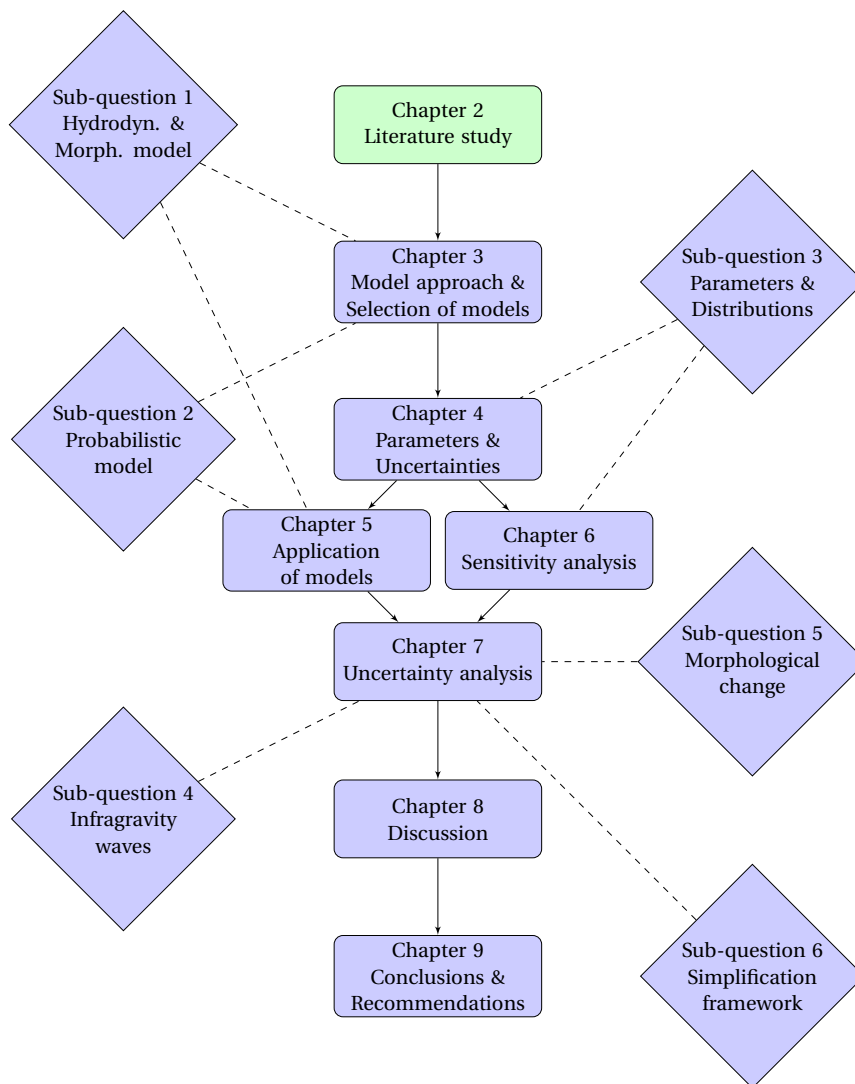 Sub-question 1
Hydrodyn. &
Morph. model
Chapter 2
Literature study
Chapter 3
Model approach &
Selection of models
Sub-question 3
Parameters &
Distributions
Sub-question 2
Probabilistic
model
Chapter 4
Parameters &
Uncertainties
Chapter 5
Application
of models
Chapter 6
Sensitivity analysis
Chapter 7
Uncertainty analysis
Sub-question 5
Morphological
change
Sub-question 4
Infragravity
waves
Chapter 8
Discussion
Chapter 9
Conclusions &
Recommendations
Sub-question 6
Simplification
framework